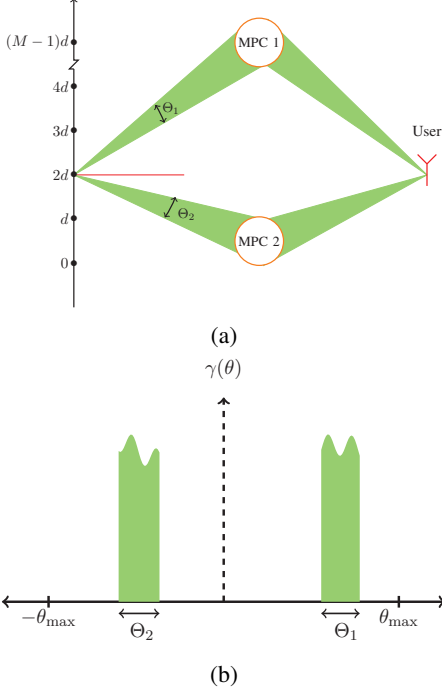 (M − 1)d
MPC 1
4d
Θ₁
3d
User
2d
Θ₂
d
MPC 2
0
(a)
γ(θ)
−θmax
θmax
Θ₂
Θ₁
(b)